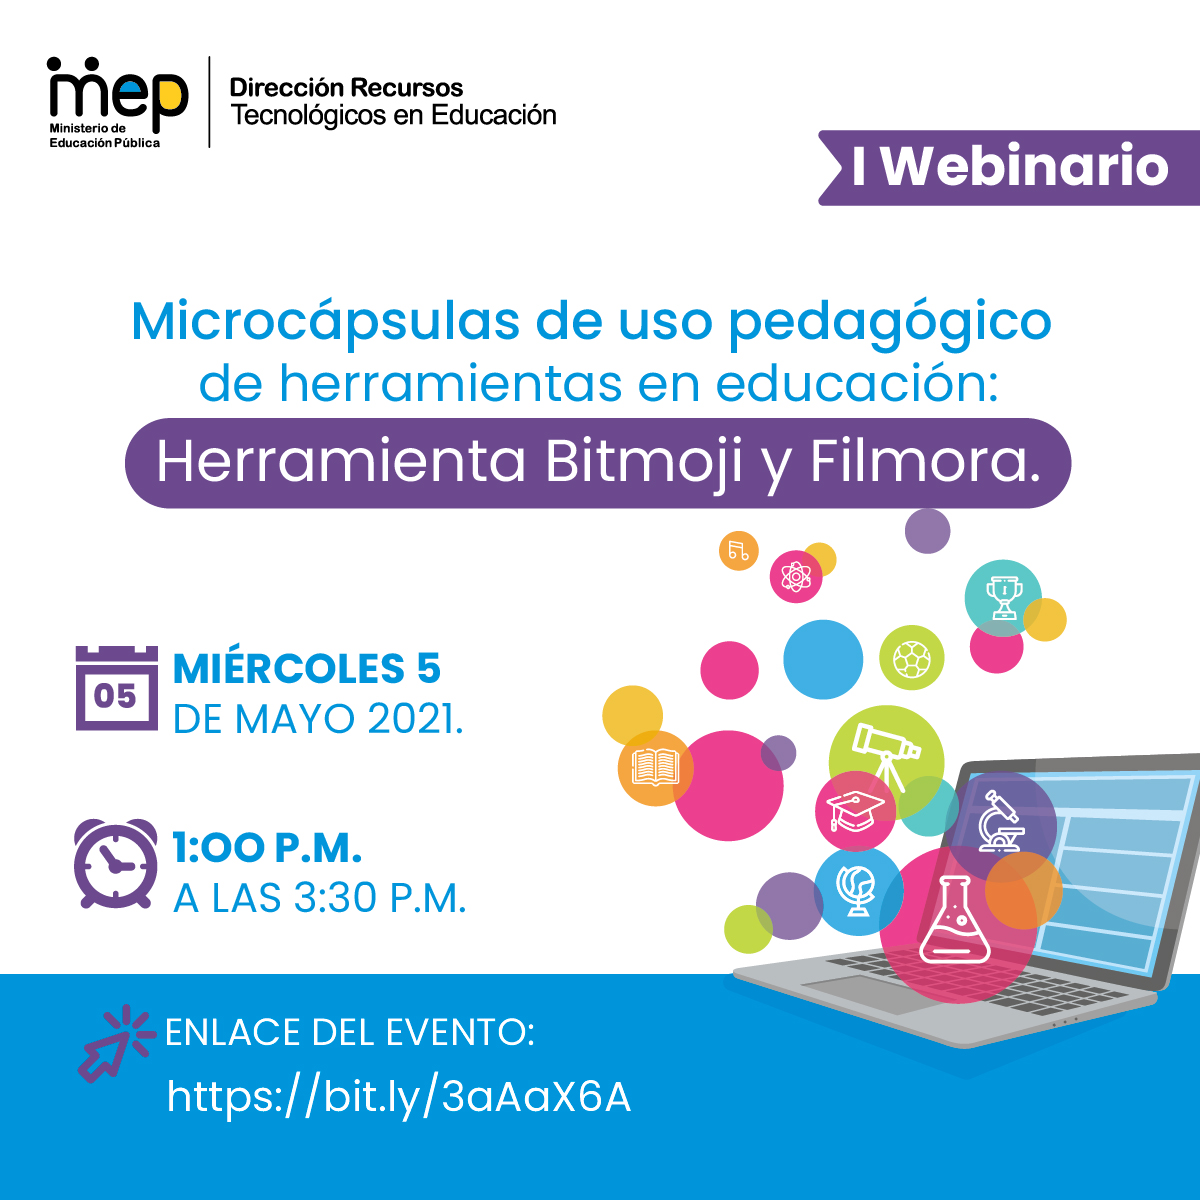 mep
Ministerio de
Educación Pública
Dirección Recursos
Tecnológicos en Educación
I Webinario
Microcápsulas de uso pedagógico
de herramientas en educación:
Herramienta Bitmoji y Filmora.
05
MIÉRCOLES 5
DE MAYO 2021.
1:00 P.M.
A LAS 3:30 P.M.
1
ENLACE DEL EVENTO:
https://bit.ly/3aAaX6A